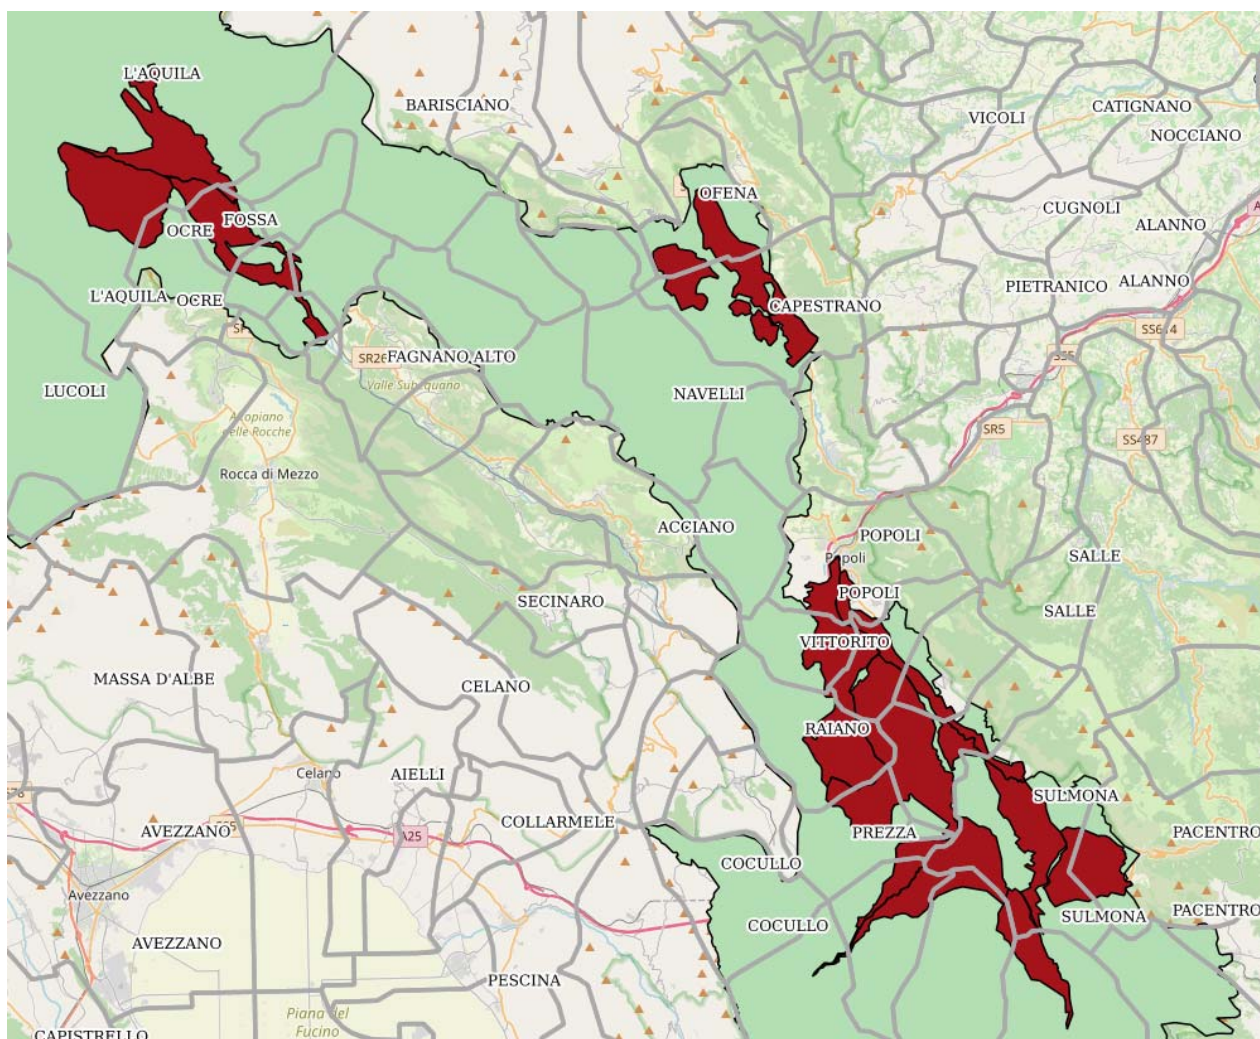 L'AQUILA
BARISCIANO
VICOLI
CATIGNANO
NOCCIANO
OFENA
CUGNOLI
ALANNO
FOSSA
OCRE
L'AQUILA
OCRE
PIETRANICO
ALANNO
CAPESTRANO
SS614
SS5
SR26
FAGNANO ALTO
Valle Subequana
LUCOLI
NAVELLI
Altopiano
delle Rocche
SR5
SS487
Rocca di Mezzo
ACCIANO
POPOLI
Popoli
SALLE
POPOLI
SECINARO
SALLE
VITTORITO
MASSA D'ALBE
CELANO
RAIANO
Celano
AIELLI
SULMONA
AVEZZANO
SS5
A25
COLLARMELE
PREZZA
PACENTRO
COCULLO
Avezzano
COCULLO
SULMONA
PACENTRO
AVEZZANO
PESCINA
Piana del
Fucino
CAPISTRELLO